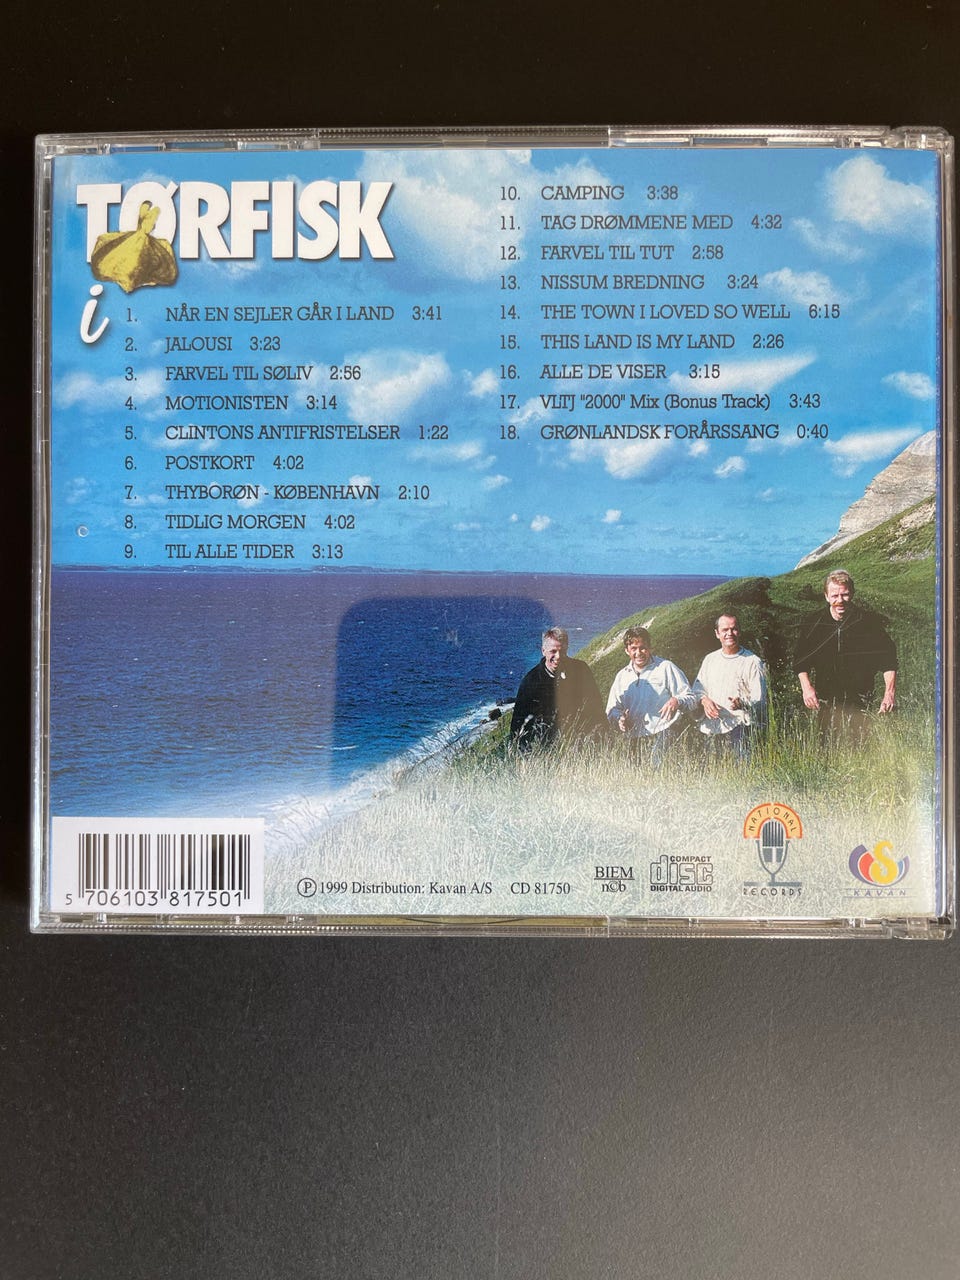 TØRFISK
i
1. NÅR EN SEJLER GÅR I LAND 3:41
2. JALOUSI 3:23
3. FARVEL TIL SØLIV 2:56
4. MOTIONISTEN 3:14
5. CLINTONS ANTIFRISTELSER 1:22
6. POSTKORT 4:02
7. THYBORØN - KØBENHAVN 2:10
8. TIDLIG MORGEN 4:02
9. TIL ALLE TIDER 3:13
10. CAMPING 3:38
11. TAG DRØMMENE MED 4:32
12. FARVEL TIL TUT 2:58
13. NISSUM BREDNING 3:24
14. THE TOWN I LOVED SO WELL 6:15
15. THIS LAND IS MY LAND 2:26
16. ALLE DE VISER 3:15
17. VLTJ "2000" Mix (Bonus Track) 3:43
18. GRØNLANDSK FORÅRSSANG 0:40
5 706103 817501
Ⓟ 1999 Distribution: Kavan A/S CD 81750
BIEM
n©b
COMPACT
disc
DIGITAL AUDIO
NATIONAL
RECORDS
S
KAVAN